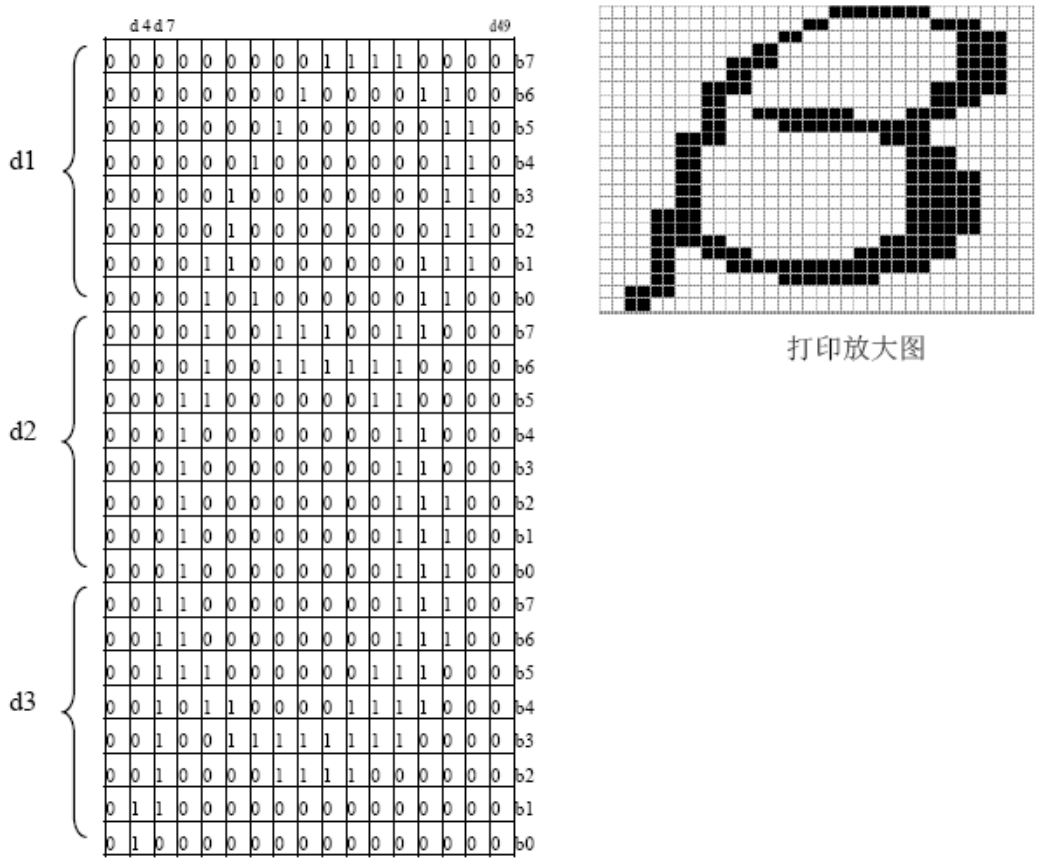 d4 d7 d49
0 0 0 0 0 0 0 0 0 1 1 1 1 0 0 0 0 b7
0 0 0 0 0 0 0 0 1 0 0 0 0 1 1 0 0 b6
0 0 0 0 0 0 0 1 0 0 0 0 0 0 1 1 0 b5
d1 0 0 0 0 0 0 1 0 0 0 0 0 0 0 1 1 0 b4
0 0 0 0 0 1 0 0 0 0 0 0 0 0 1 1 0 b3
0 0 0 0 0 1 0 0 0 0 0 0 0 0 1 1 0 b2
0 0 0 0 1 1 0 0 0 0 0 0 0 1 1 1 0 b1
0 0 0 0 1 0 1 0 0 0 0 0 0 1 1 0 0 b0
0 0 0 0 1 0 0 1 1 1 0 0 1 1 0 0 0 b7
0 0 0 0 1 0 0 1 1 1 1 1 1 0 0 0 0 b6
0 0 0 1 1 0 0 0 0 0 0 1 1 0 0 0 0 b5
d2 0 0 0 1 0 0 0 0 0 0 0 0 1 1 0 0 0 b4
0 0 0 1 0 0 0 0 0 0 0 0 1 1 0 0 0 b3
0 0 0 1 0 0 0 0 0 0 0 0 1 1 1 0 0 b2
0 0 0 1 0 0 0 0 0 0 0 0 1 1 1 0 0 b1
0 0 0 1 0 0 0 0 0 0 0 0 1 1 1 0 0 b0
0 0 1 1 0 0 0 0 0 0 0 0 1 1 1 0 0 b7
0 0 1 1 0 0 0 0 0 0 0 0 1 1 1 0 0 b6
0 0 1 1 1 0 0 0 0 0 0 1 1 1 0 0 0 b5
d3 0 0 1 0 1 1 0 0 0 0 1 1 1 1 0 0 0 b4
0 0 1 0 0 1 1 1 1 1 1 1 1 0 0 0 0 b3
0 0 1 0 0 0 0 1 1 1 1 0 0 0 0 0 0 b2
0 1 1 0 0 0 0 0 0 0 0 0 0 0 0 0 0 b1
0 1 0 0 0 0 0 0 0 0 0 0 0 0 0 0 0 b0
打印放大图